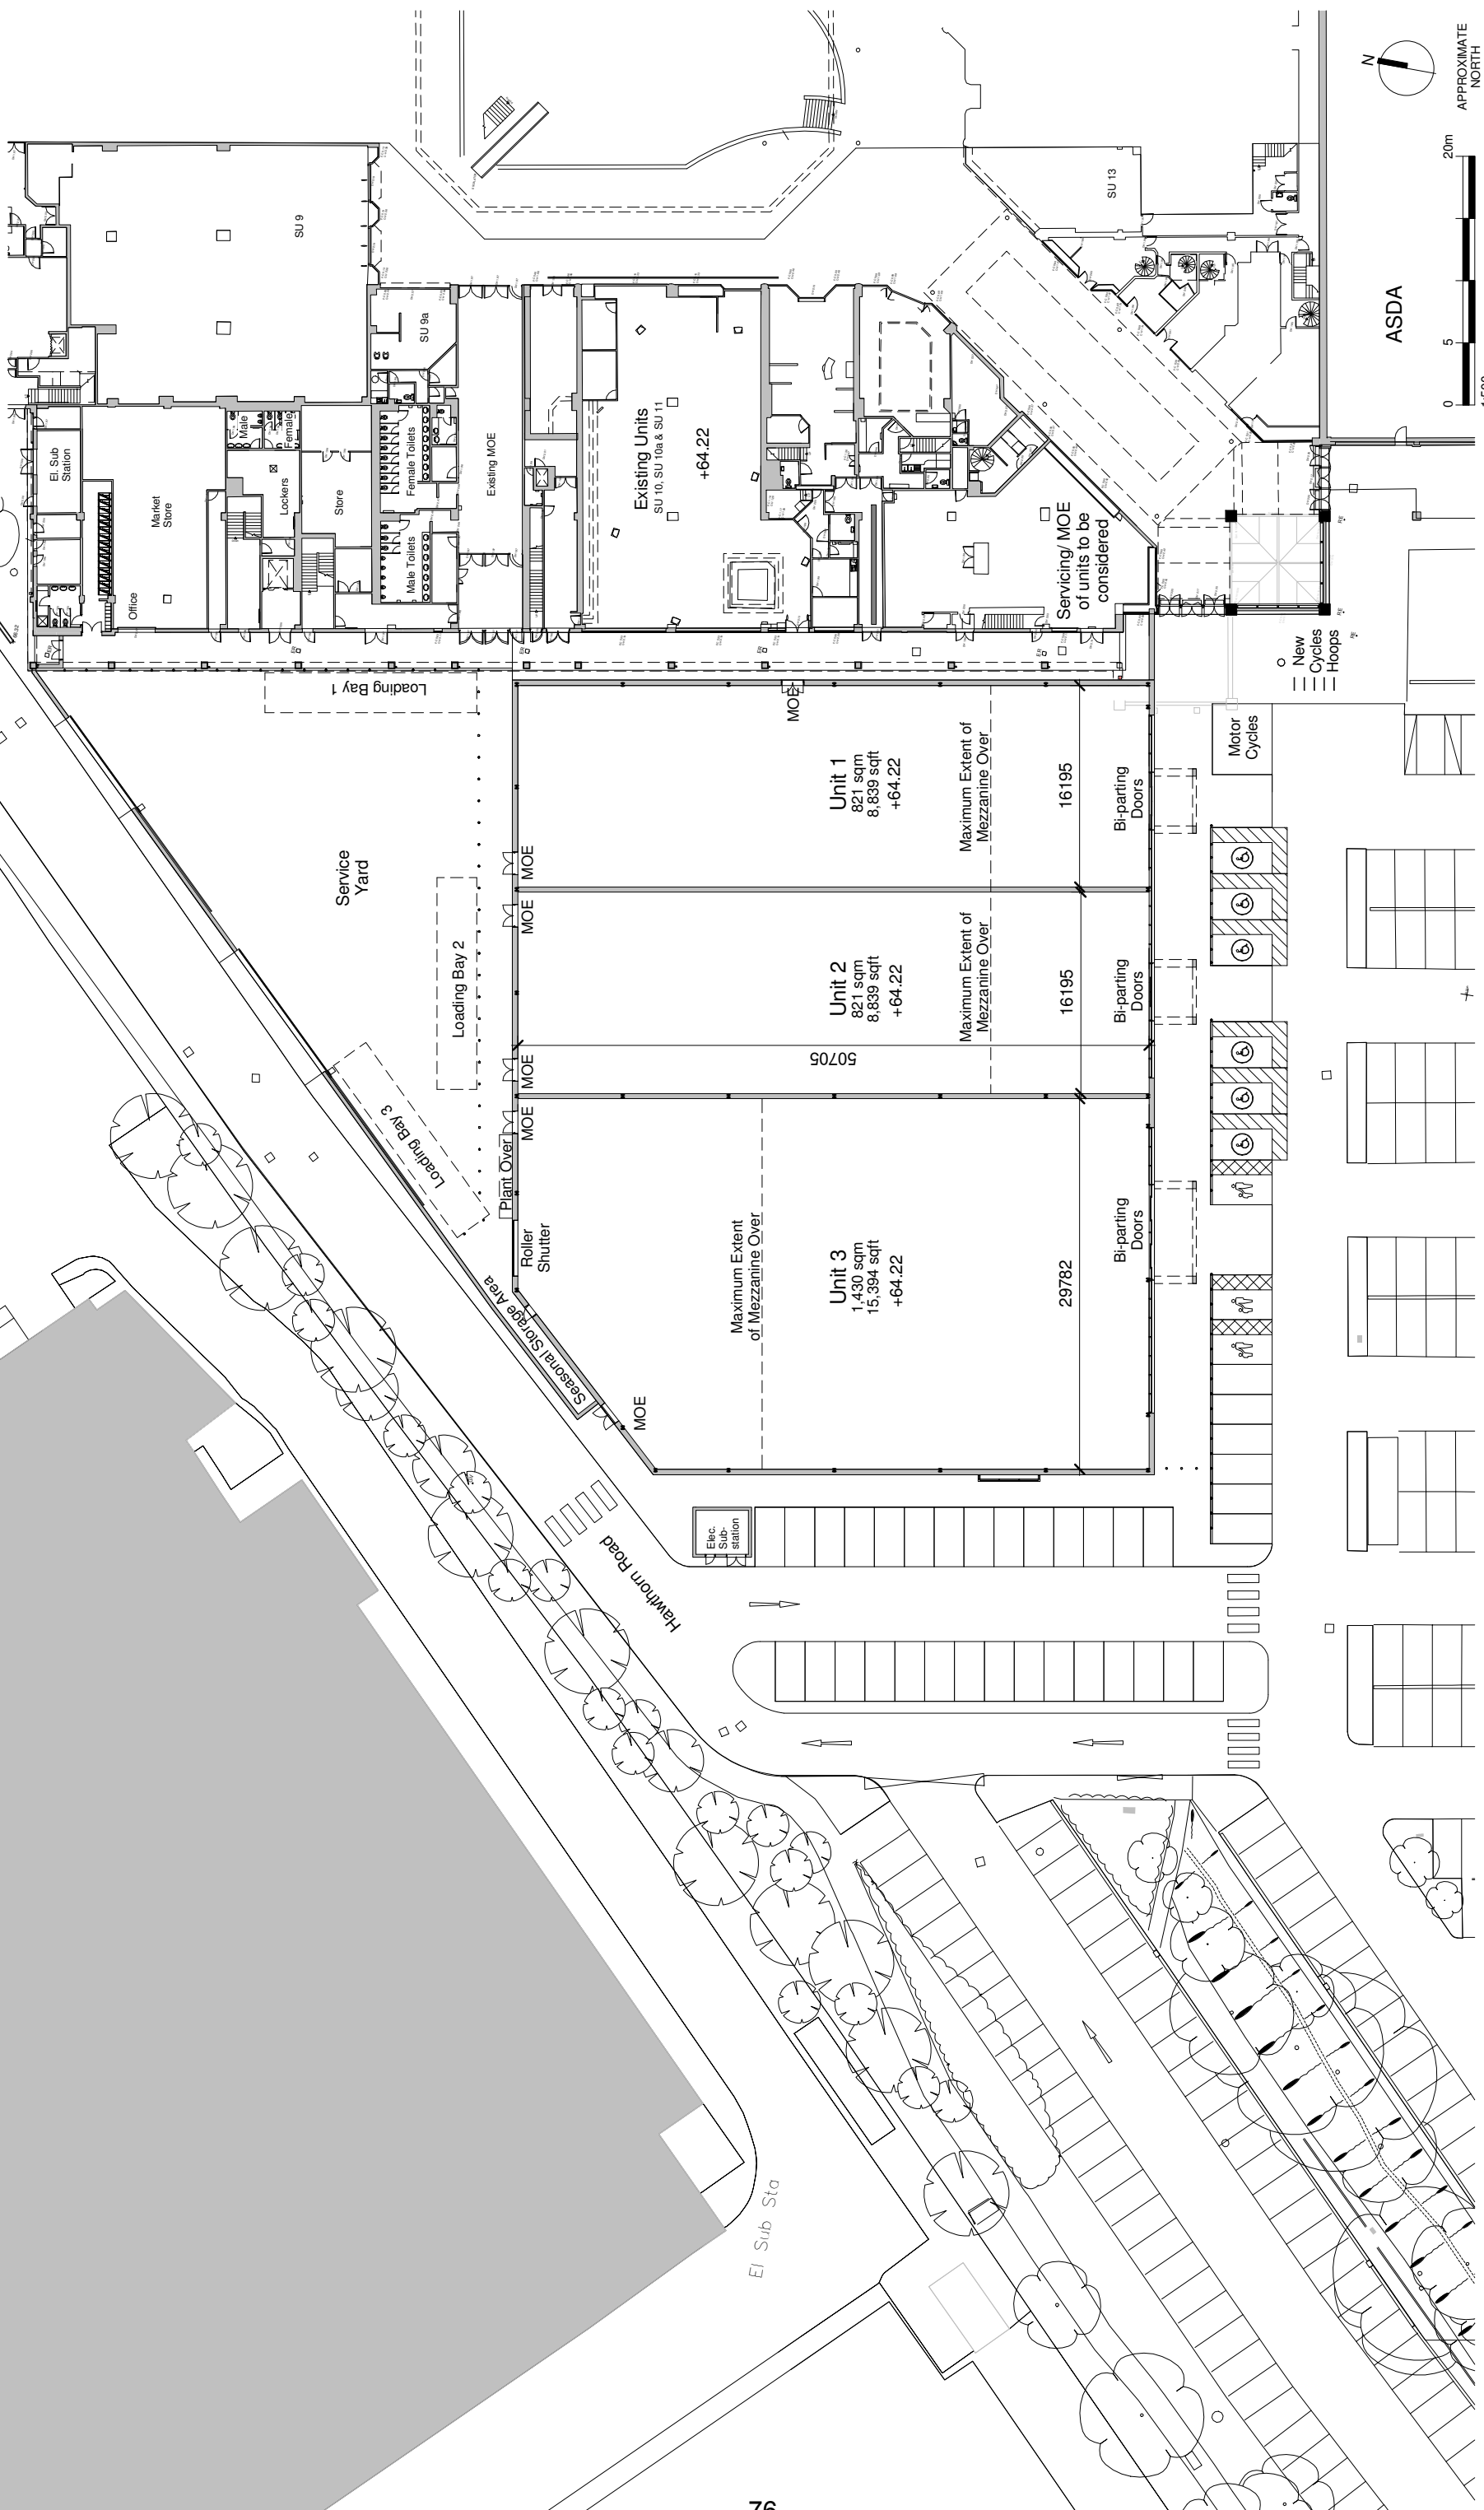 SU 9
SU 9a
El. Sub
Station
Market
Store
Office
Male
Female
Lockers
Store
Female Toilets
Male Toilets
Existing MOE
Existing Units
SU 10, SU 10a & SU 11
+64.22
Servicing/ MOE
of units to be
considered
SU 13
ASDA
N
APPROXIMATE
NORTH
0
5
20m
New
Cycles
Hoops
Motor
Cycles
Loading Bay 1
Service
Yard
Loading Bay 2
Loading Bay 3
MOE
MOE
MOE
MOE
MOE
MOE
Plant Over
Roller
Shutter
Seasonal Storage Area
Unit 1
821 sqm
8,839 sqft
+64.22
Maximum Extent of
Mezzanine Over
16195
Bi-parting
Doors
Unit 2
821 sqm
8,839 sqft
+64.22
Maximum Extent of
Mezzanine Over
16195
Bi-parting
Doors
50705
Unit 3
1,430 sqm
15,394 sqft
+64.22
Maximum Extent
of Mezzanine Over
29782
Bi-parting
Doors
Elec.
Sub-
station
Hawthorn Road
El Sub Sta
76